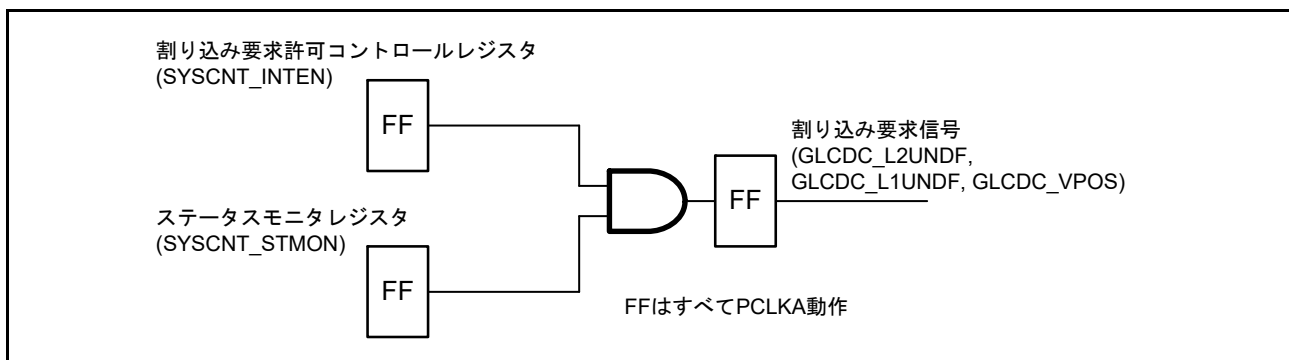 割り込み要求許可コントロールレジスタ
(SYSCNT_INTEN)
FF
割り込み要求信号
(GLCDC_L2UNDF,
GLCDC_L1UNDF, GLCDC_VPOS)
FF
ステータスモニタレジスタ
(SYSCNT_STMON)
FF
FFはすべてPCLKA動作